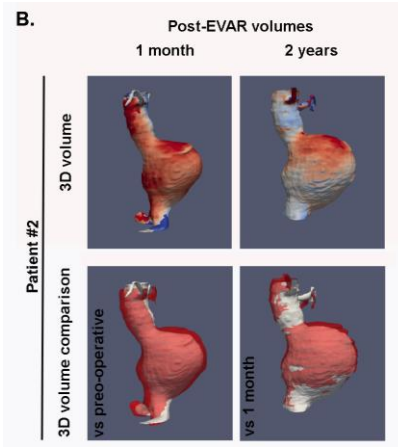 B.
Post-EVAR volumes
1 month
2 years
Patient #2
3D volume
3D volume comparison
vs preo-operative
vs 1 month